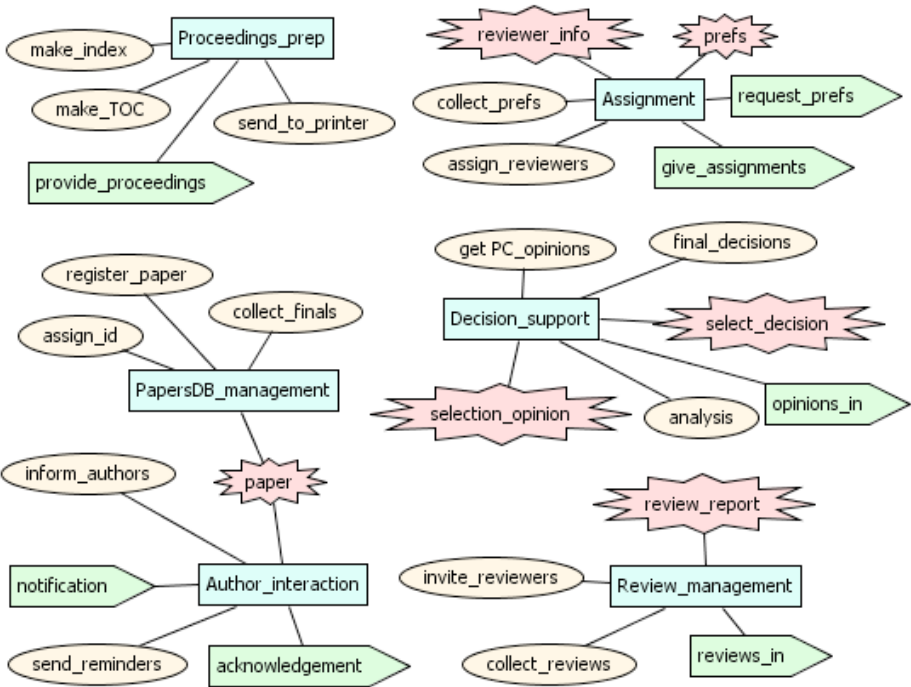 Proceedings_prep
make_index
make_TOC
send_to_printer
provide_proceedings
reviewer_info
prefs
collect_prefs
Assignment
request_prefs
assign_reviewers
give_assignments
register_paper
collect_finals
assign_id
PapersDB_management
get PC_opinions
final_decisions
Decision_support
select_decision
selection_opinion
analysis
opinions_in
inform_authors
paper
notification
Author_interaction
send_reminders
acknowledgement
review_report
invite_reviewers
Review_management
collect_reviews
reviews_in